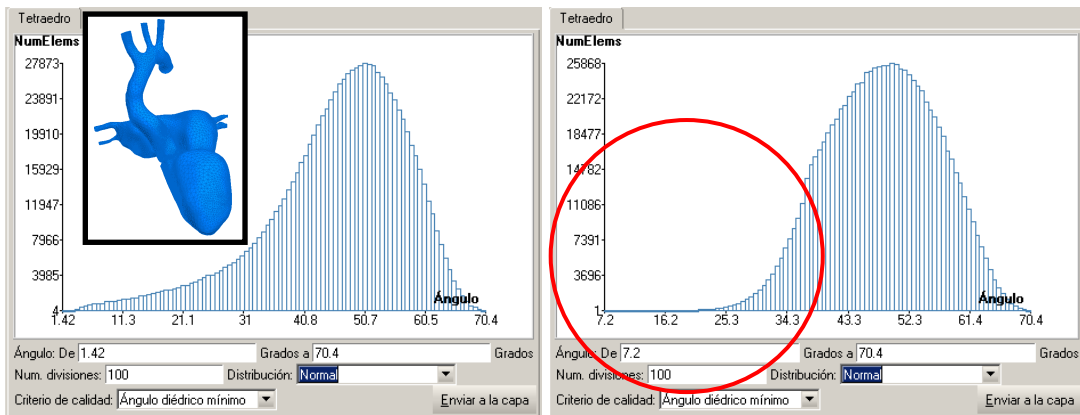 Tetraedro
NumElems
27873
23891
19910
15929
11947
7966
3985
4
1.42 11.3 21.1 31 40.8 50.7 60.5 70.4
Ángulo
Ángulo: De 1.42 Grados a 70.4 Grados
Num. divisiones: 100 Distribución: Normal
Criterio de calidad: Ángulo diédrico mínimo Enviar a la capa
Tetraedro
NumElems
25868
22172
18477
14782
11086
7391
3696
1
7.2 16.2 25.3 34.3 43.3 52.3 61.4 70.4
Ángulo
Ángulo: De 7.2 Grados a 70.4 Grados
Num. divisiones: 100 Distribución: Normal
Criterio de calidad: Ángulo diédrico mínimo Enviar a la capa